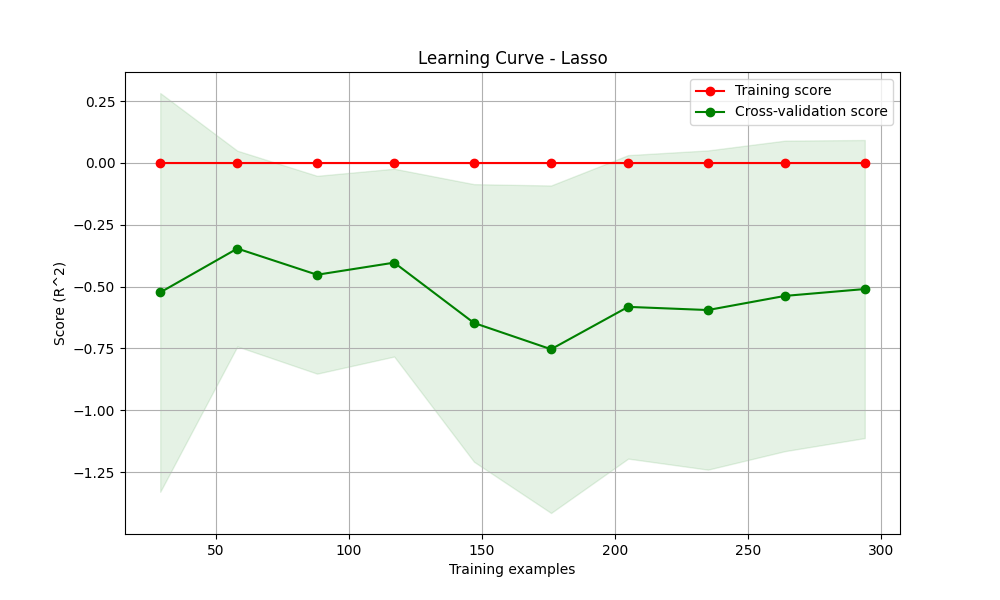 Learning Curve - Lasso
Training score
Cross-validation score
Score (R^2)
0.25
0.00
−0.25
−0.50
−0.75
−1.00
−1.25
50 100 150 200 250 300
Training examples